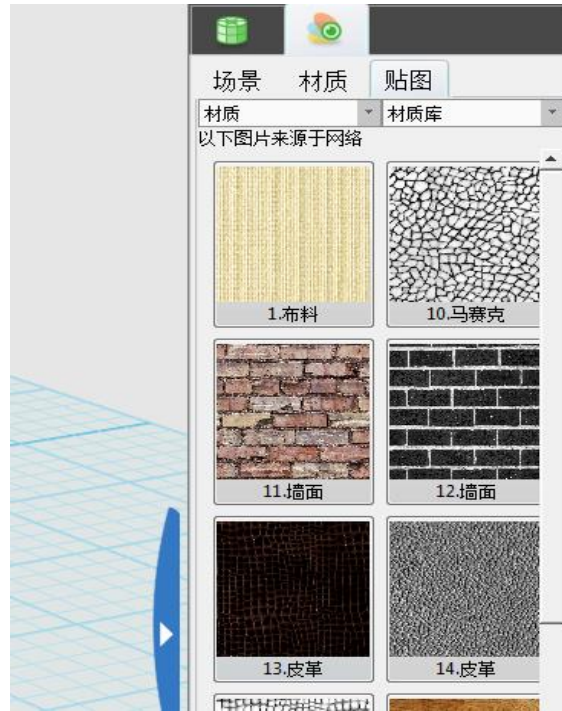 场景 材质 贴图
材质 材质库
以下图片来源于网络
1.布料 10.马赛克
11.墙面 12.墙面
13.皮革 14.皮革